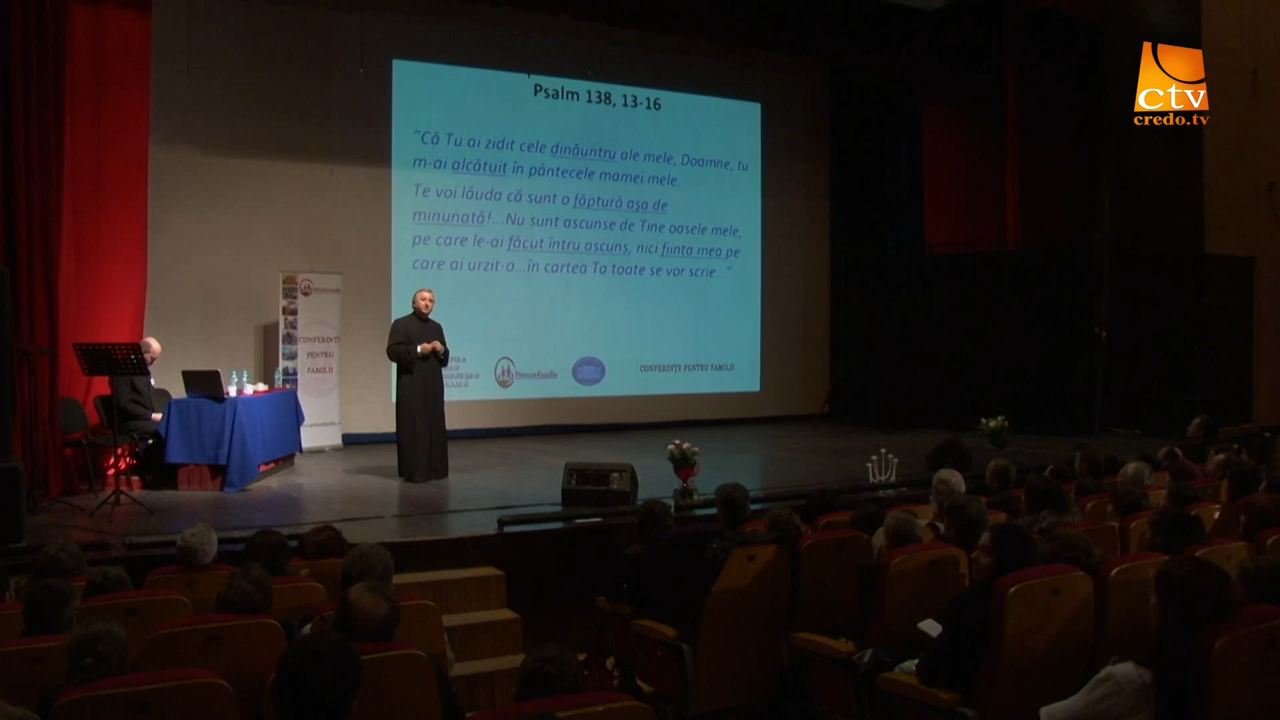 ctv
credo.tv
Psalm 138, 13-16
"Că Tu ai zidit cele dinăuntru ale mele, Doamne, tu
m-ai alcătuit în pântecele mamei mele.
Te voi lăuda că sunt o făptură așa de
minunată!...Nu sunt ascunse de Tine oasele mele,
pe care le-ai făcut întru ascuns, nici ființa mea pe
care ai urzit-o...în cartea Ta toate se vor scrie..."
CONFERINȚE PENTRU FAMILII
CONFERINȚE
PENTRU
FAMILII